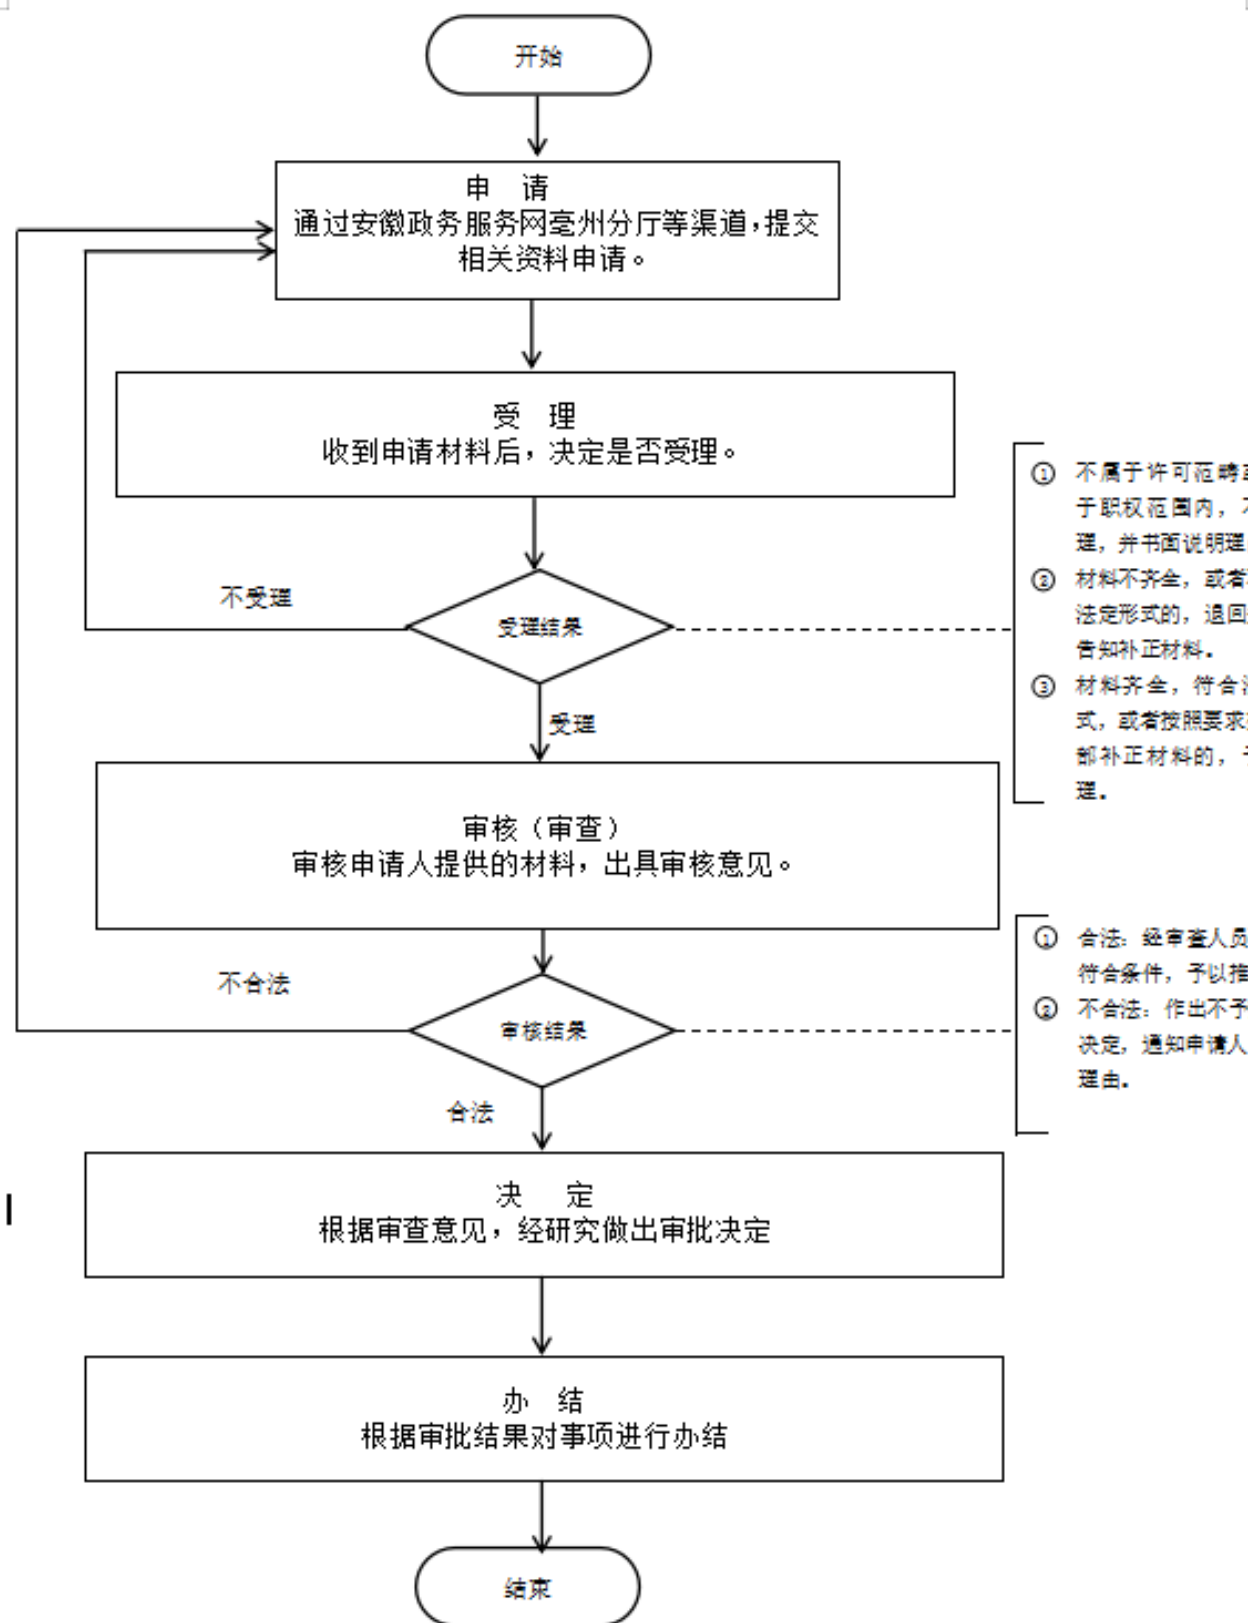 开始
申 请
通过安徽政务服务网亳州分厅等渠道,提交
相关资料申请。
受 理
收到申请材料后，决定是否受理。
不受理
受理结果
受理
① 不属于许可范畴
于职权范围内，
理，并书面说明理
② 材料不齐全，或者
法定形式的，退回
告知补正材料。
③ 材料齐全，符合
式，或者按照要求
部补正材料的，
理。
审核（审查）
审核申请人提供的材料，出具审核意见。
不合法
审核结果
合法
① 合法：经审查人员
符合条件，予以推
② 不合法：作出不予
决定，通知申请人
理由。
决 定
根据审查意见，经研究做出审批决定
办 结
根据审批结果对事项进行办结
结束